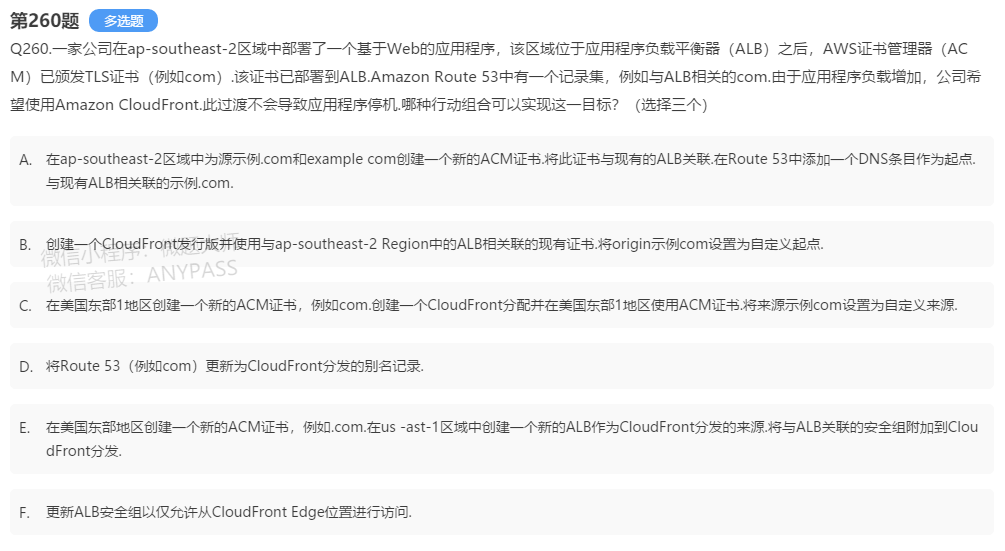 第260题 多选题
Q260.一家公司在ap-southeast-2区域中部署了一个基于Web的应用程序，该区域位于应用程序负载平衡器（ALB）之后，AWS证书管理器（AC
M）已颁发TLS证书（例如com）.该证书已部署到ALB.Amazon Route 53中有一个记录集，例如与ALB相关的com.由于应用程序负载增加，公司希
望使用Amazon CloudFront.此过渡不会导致应用程序停机.哪种行动组合可以实现这一目标？（选择三个）
A. 在ap-southeast-2区域中为源示例.com和example com创建一个新的ACM证书.将此证书与现有的ALB关联.在Route 53中添加一个DNS条目作为起点.
与现有ALB相关联的示例.com.
B. 创建一个CloudFront发行版并使用与ap-southeast-2 Region中的ALB相关联的现有证书.将origin示例com设置为自定义起点.
微信小程序：微题大师
微信客服：ANYPASS
C. 在美国东部1地区创建一个新的ACM证书，例如com.创建一个CloudFront分配并在美国东部1地区使用ACM证书.将来源示例com设置为自定义来源.
D. 将Route 53（例如com）更新为CloudFront分发的别名记录.
E. 在美国东部地区创建一个新的ACM证书，例如.com.在us -ast-1区域中创建一个新的ALB作为CloudFront分发的来源.将与ALB关联的安全组附加到Clou
dFront分发.
F. 更新ALB安全组以仅允许从CloudFront Edge位置进行访问.